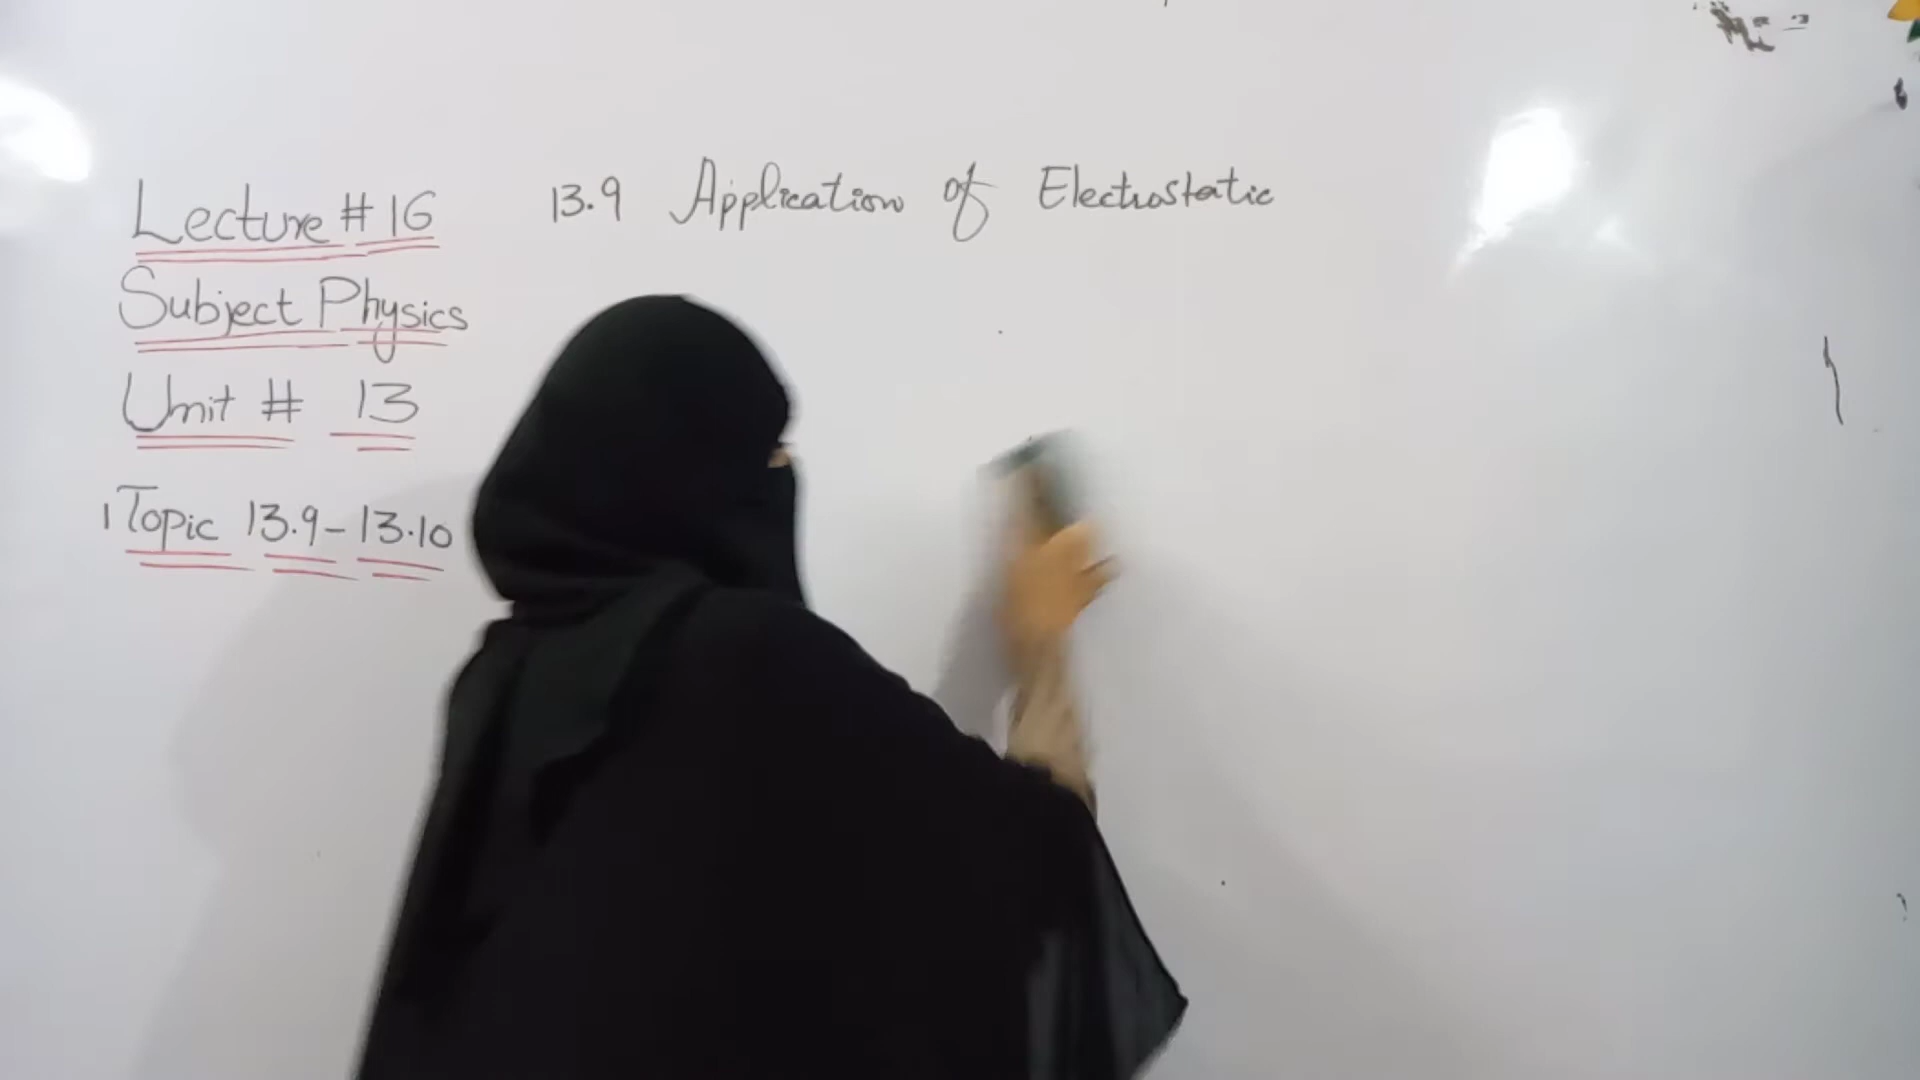 Lecture # 16
Subject Physics
Unit # 13
Topic 13.9-13.10
13.9 Application of Electrostatic